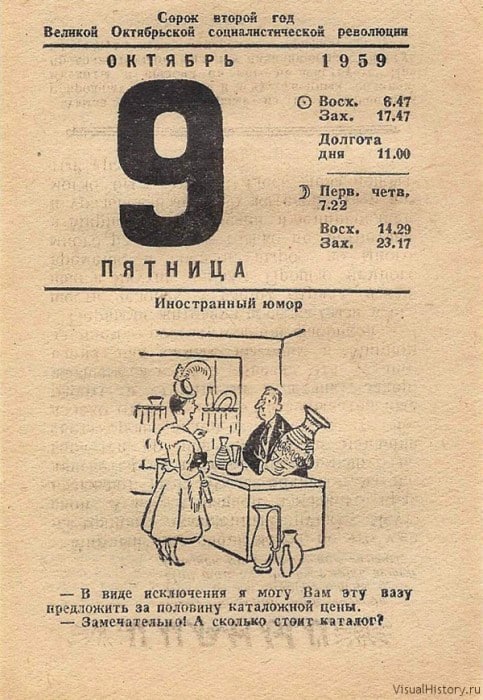 Сорок второй год
Великой Октябрьской социалистической революции
ОКТЯБРЬ 1959
9
Восх. 6.47
Зах. 17.47
Долгота
дня 11.00
Перв. четв.
7.22
Восх. 14.29
Зах. 23.17
ПЯТНИЦА
Иностранный юмор
— В виде исключения я могу Вам эту вазу
предложить за половину каталожной цены.
— Замечательно! А сколько стоит каталог?
VisualHistory.ru